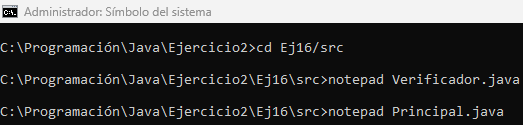 Administrador: Símbolo del sistema
C:\Programación\Java\Ejercicio2>cd Ej16/src
C:\Programación\Java\Ejercicio2\Ej16\src>notepad Verificador.java
C:\Programación\Java\Ejercicio2\Ej16\src>notepad Principal.java